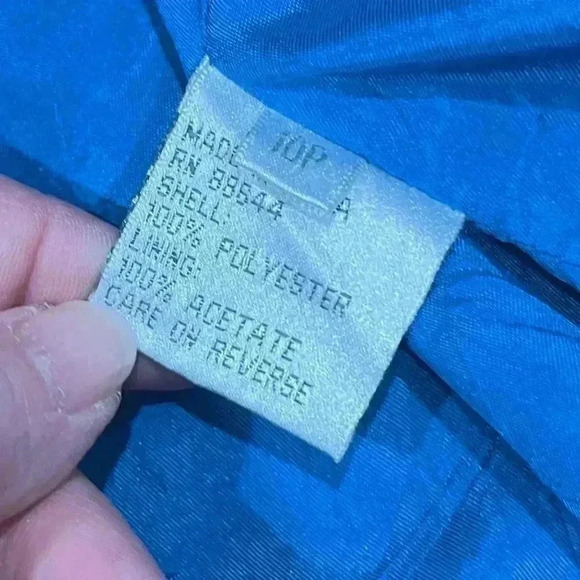 10P
MADE
A
RN 88544
SHELL:
100% POLYESTER
LINING:
100% ACETATE
CARE ON REVERSE